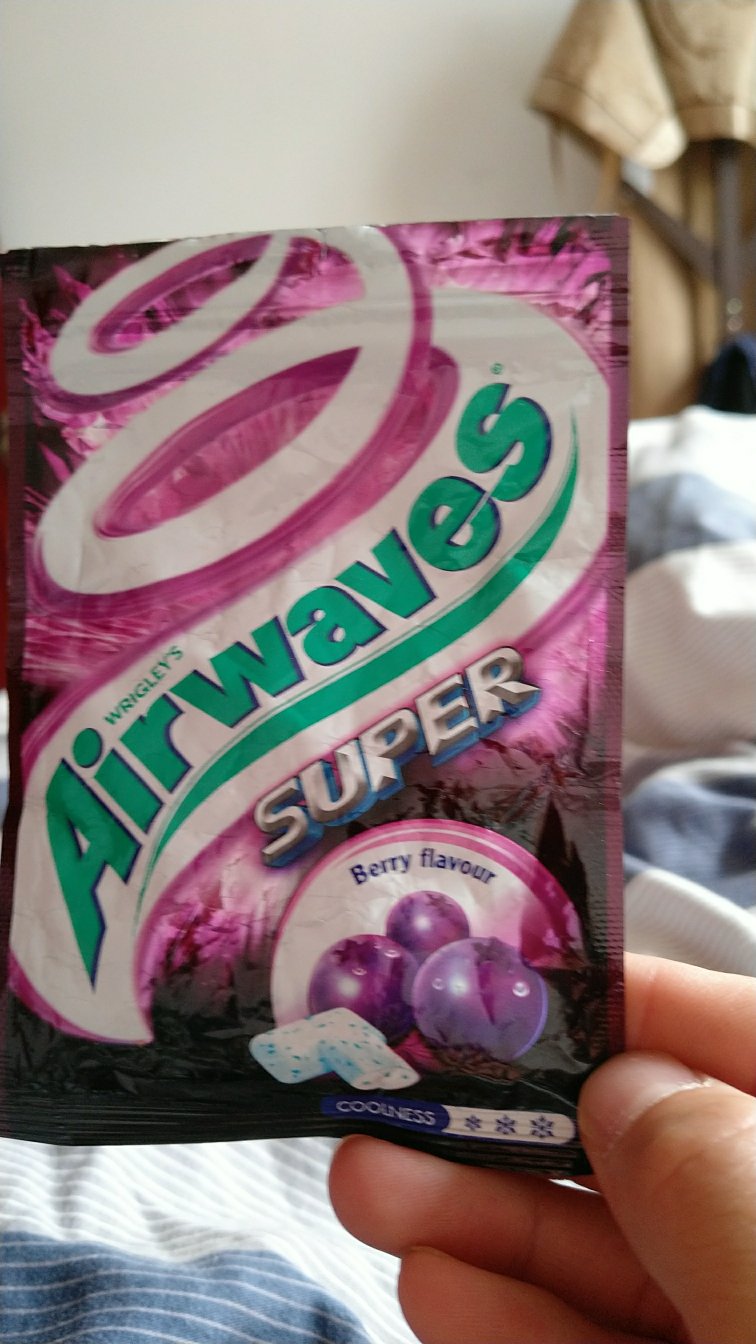 WRIGLEY'S
Airwaves®
SUPER
Berry flavour
COOLNESS